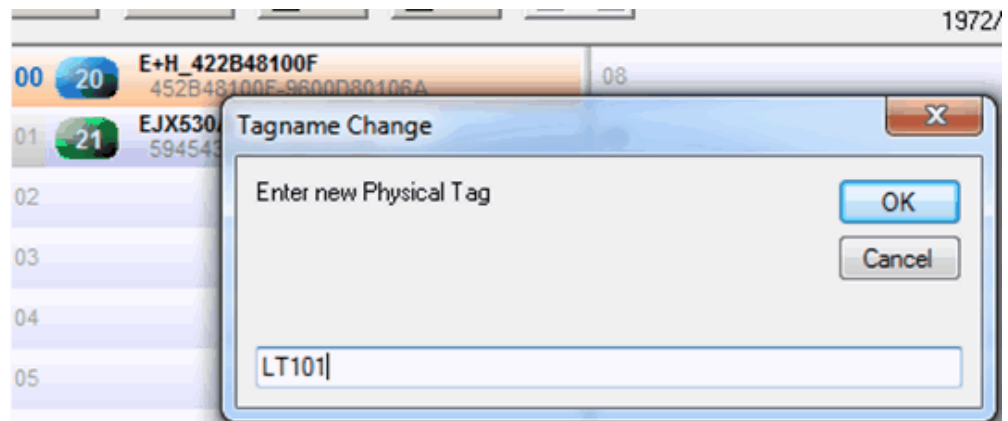 1972/
00 20 E+H_422B48100F
452B48100F-9600D80106A
08
01 21 EJX530
594543
Tagname Change
02
Enter new Physical Tag
OK
03
Cancel
04
LT101
05